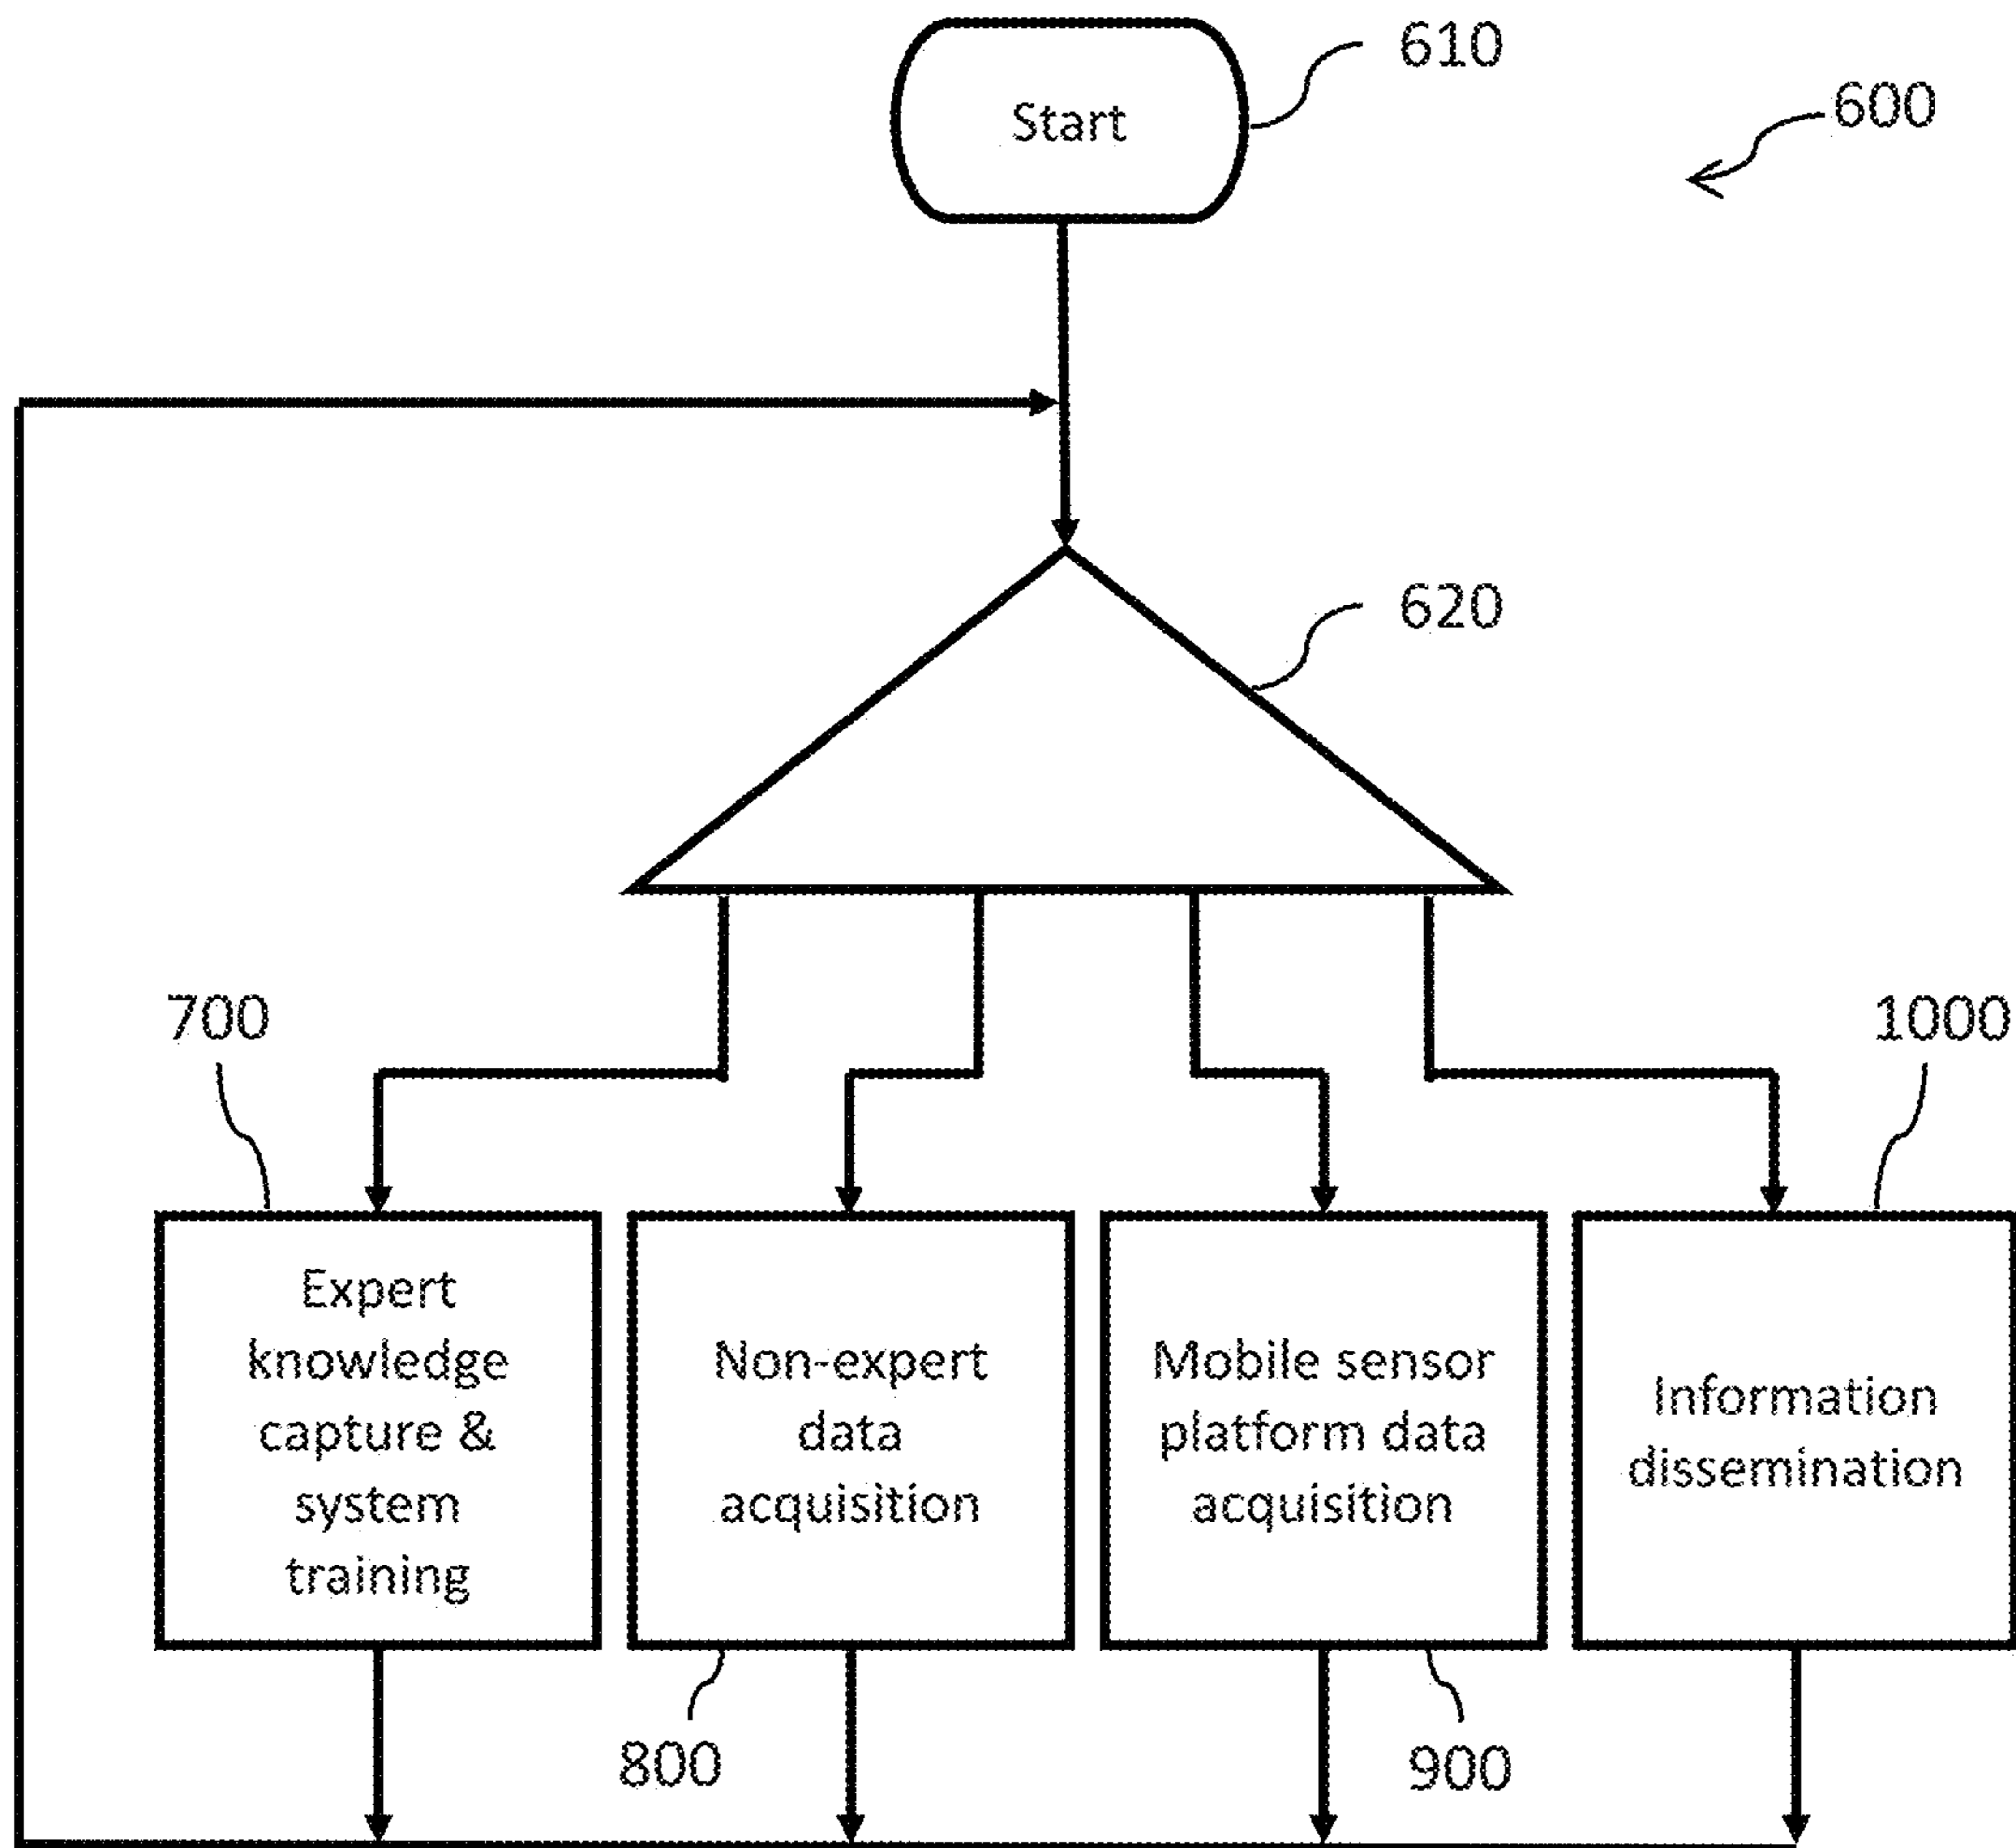 610
600
Start
620
700
1000
Expert
knowledge
capture &
system
training
Non-expert
data
acquisition
Mobile sensor
platform data
acquisition
Information
dissemination
800
900